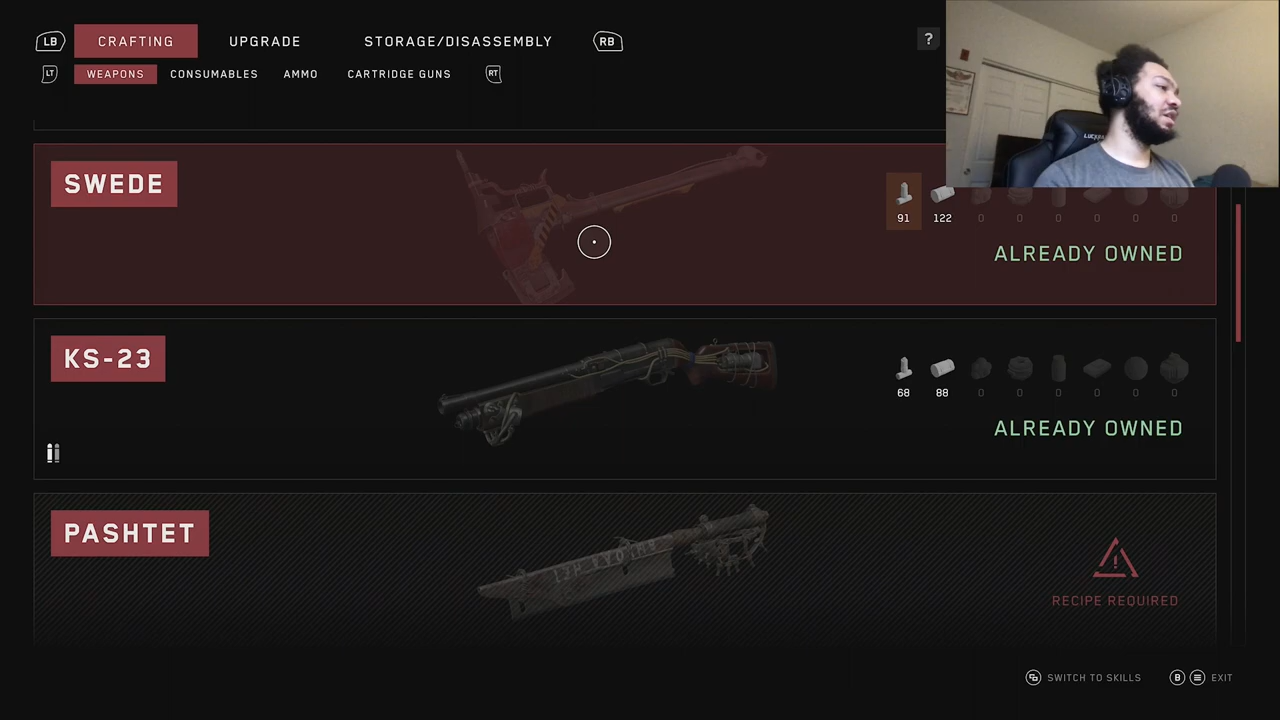 LB CRAFTING UPGRADE STORAGE/DISASSEMBLY RB ?
LT WEAPONS CONSUMABLES AMMO CARTRIDGE GUNS RT
SWEDE
91 122 0 0 0 0 0 0
ALREADY OWNED
KS-23
68 88 0 0 0 0 0 0
ALREADY OWNED
PASHTET
RECIPE REQUIRED
SWITCH TO SKILLS B EXIT